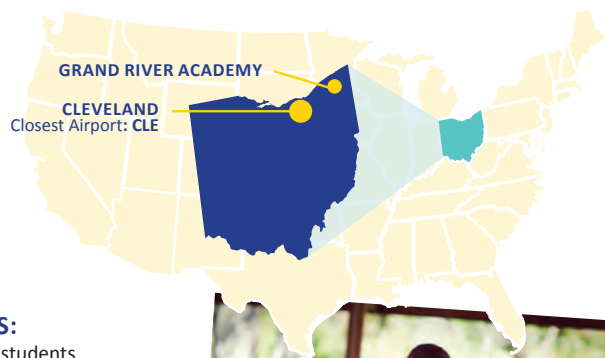 GRAND RIVER ACADEMY
CLEVELAND
Closest Airport: CLE
S:
students